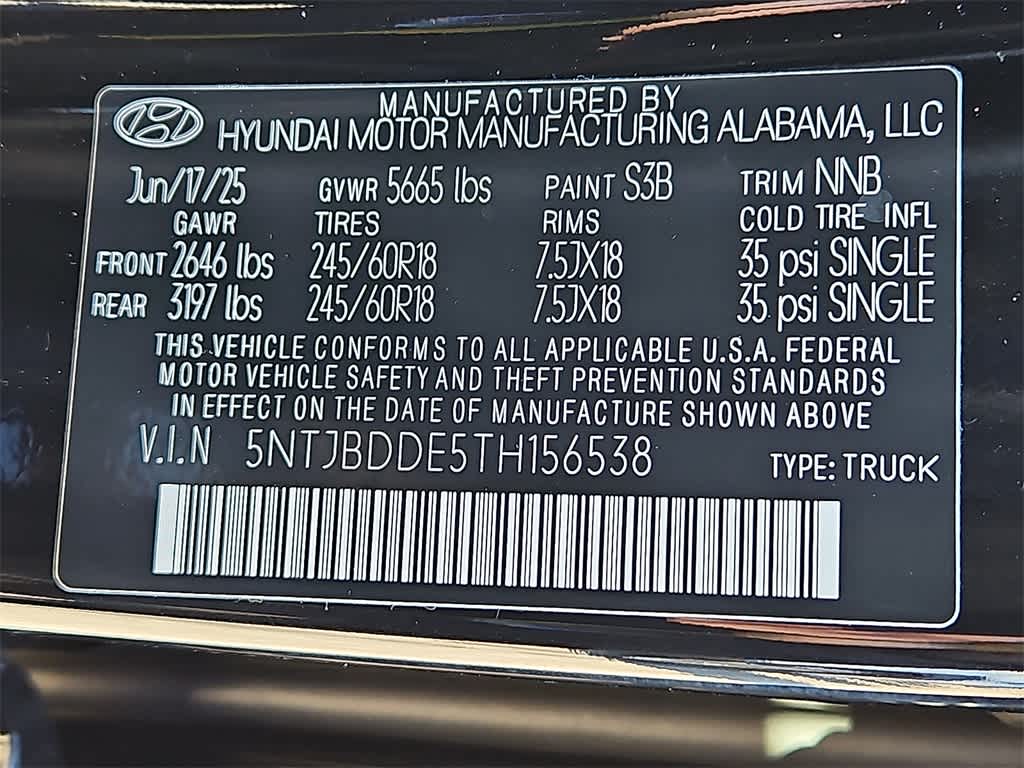 MANUFACTURED BY
HYUNDAI MOTOR MANUFACTURING ALABAMA, LLC
Jun/17/25 GVWR 5665 lbs PAINT S3B TRIM NNB
GAWR TIRES RIMS COLD TIRE INFL
FRONT 2646 lbs 245/60R18 7.5JX18 35 psi SINGLE
REAR 3197 lbs 245/60R18 7.5JX18 35 psi SINGLE
THIS VEHICLE CONFORMS TO ALL APPLICABLE U.S.A. FEDERAL
MOTOR VEHICLE SAFETY AND THEFT PREVENTION STANDARDS
IN EFFECT ON THE DATE OF MANUFACTURE SHOWN ABOVE
V.I.N 5NTJBDDE5TH156538 TYPE: TRUCK